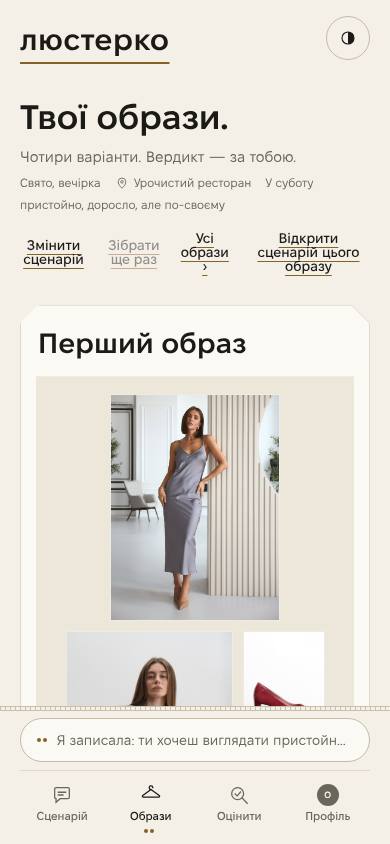 люстерко
Твої образи.
Чотири варіанти. Вердикт — за тобою.
Свято, вечірка Урочистий ресторан У суботу
пристойно, доросло, але по-своєму
Змінити
сценарій
Зібрати
ще раз
Усі
образи
›
Відкрити
сценарій цього
образу
Перший образ
Я записала: ти хочеш виглядати пристойн...
Сценарій
Образи
Оцінити
О
Профіль